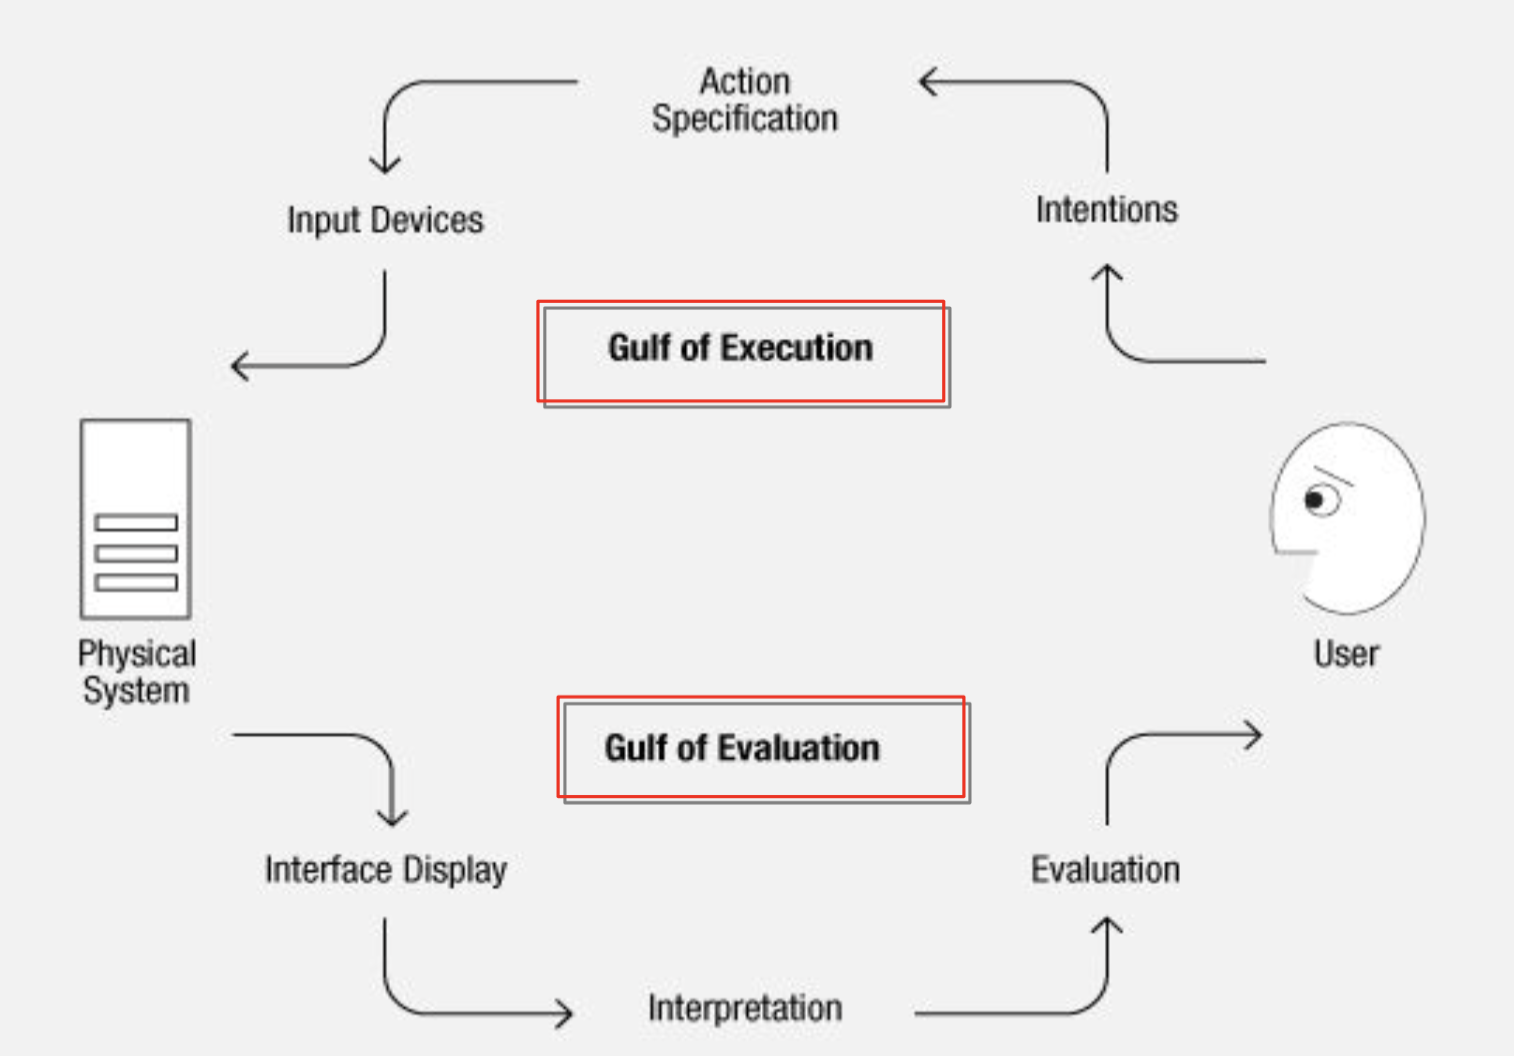 Action
Specification
Input Devices
Intentions
Gulf of Execution
Physical
System
User
Gulf of Evaluation
Interface Display
Evaluation
Interpretation